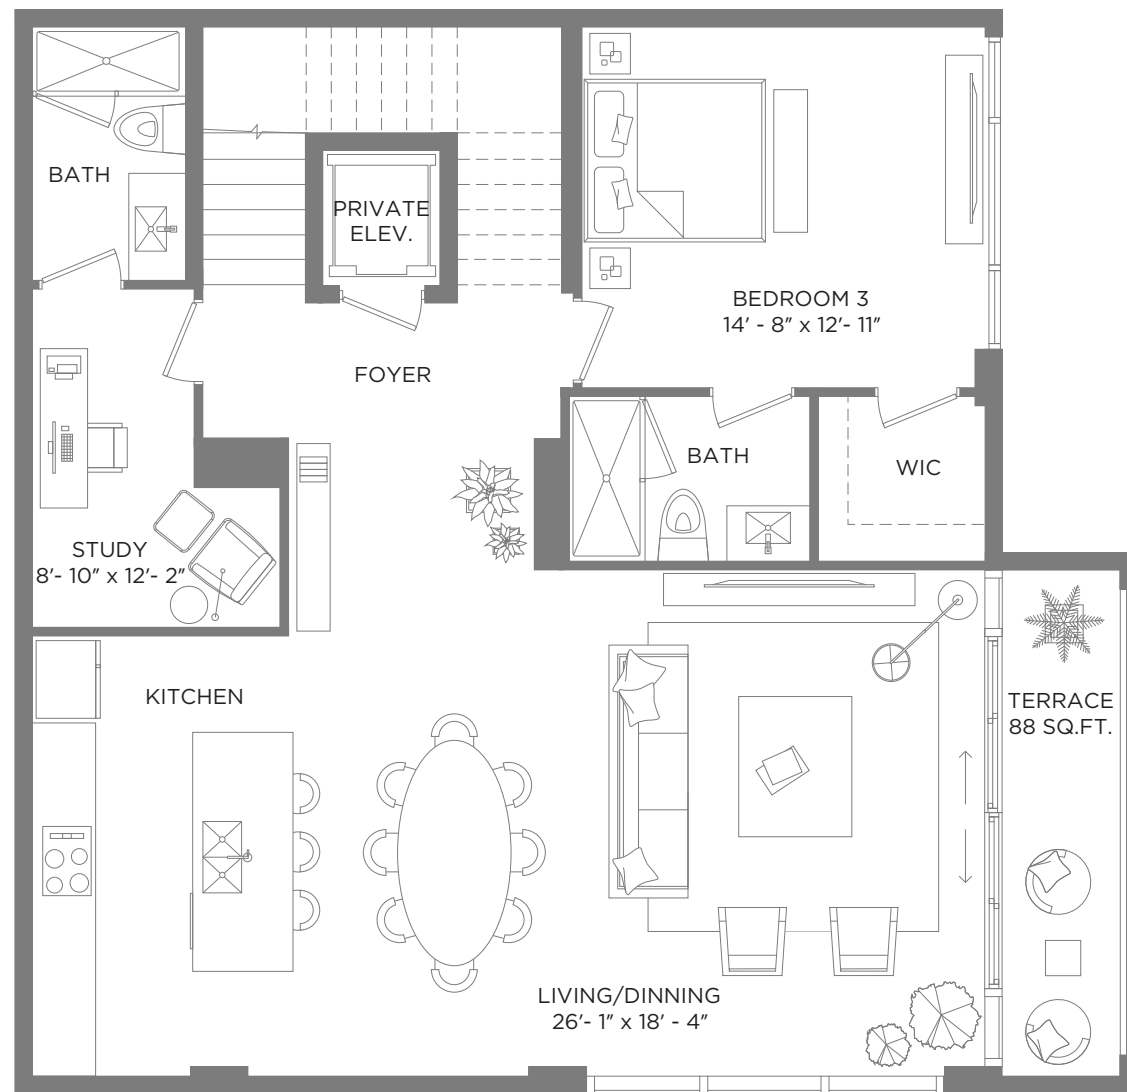 BATH
PRIVATE
ELEV.
BEDROOM 3
14' - 8" x 12'- 11"
FOYER
BATH
WIC
STUDY
8'- 10" x 12'- 2"
KITCHEN
TERRACE
88 SQ.FT.
LIVING/DINNING
26'- 1" x 18' - 4"